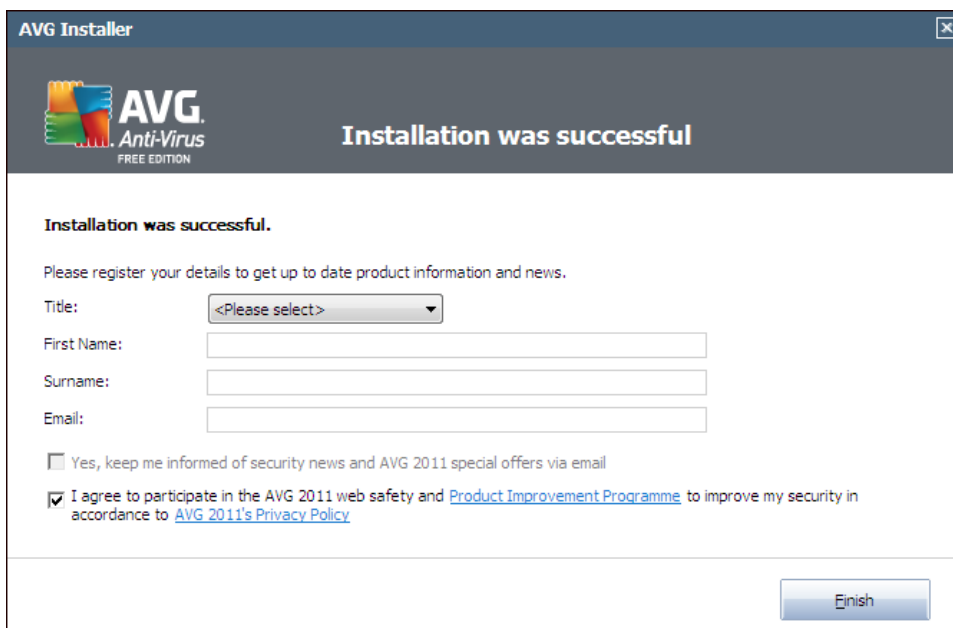 AVG Installer
AVG.
Anti-Virus
FREE EDITION
Installation was successful
Installation was successful.
Please register your details to get up to date product information and news.
Title:
<Please select>
First Name:
Surname:
Email:
Yes, keep me informed of security news and AVG 2011 special offers via email
I agree to participate in the AVG 2011 web safety and Product Improvement Programme to improve my security in
accordance to AVG 2011's Privacy Policy
Finish